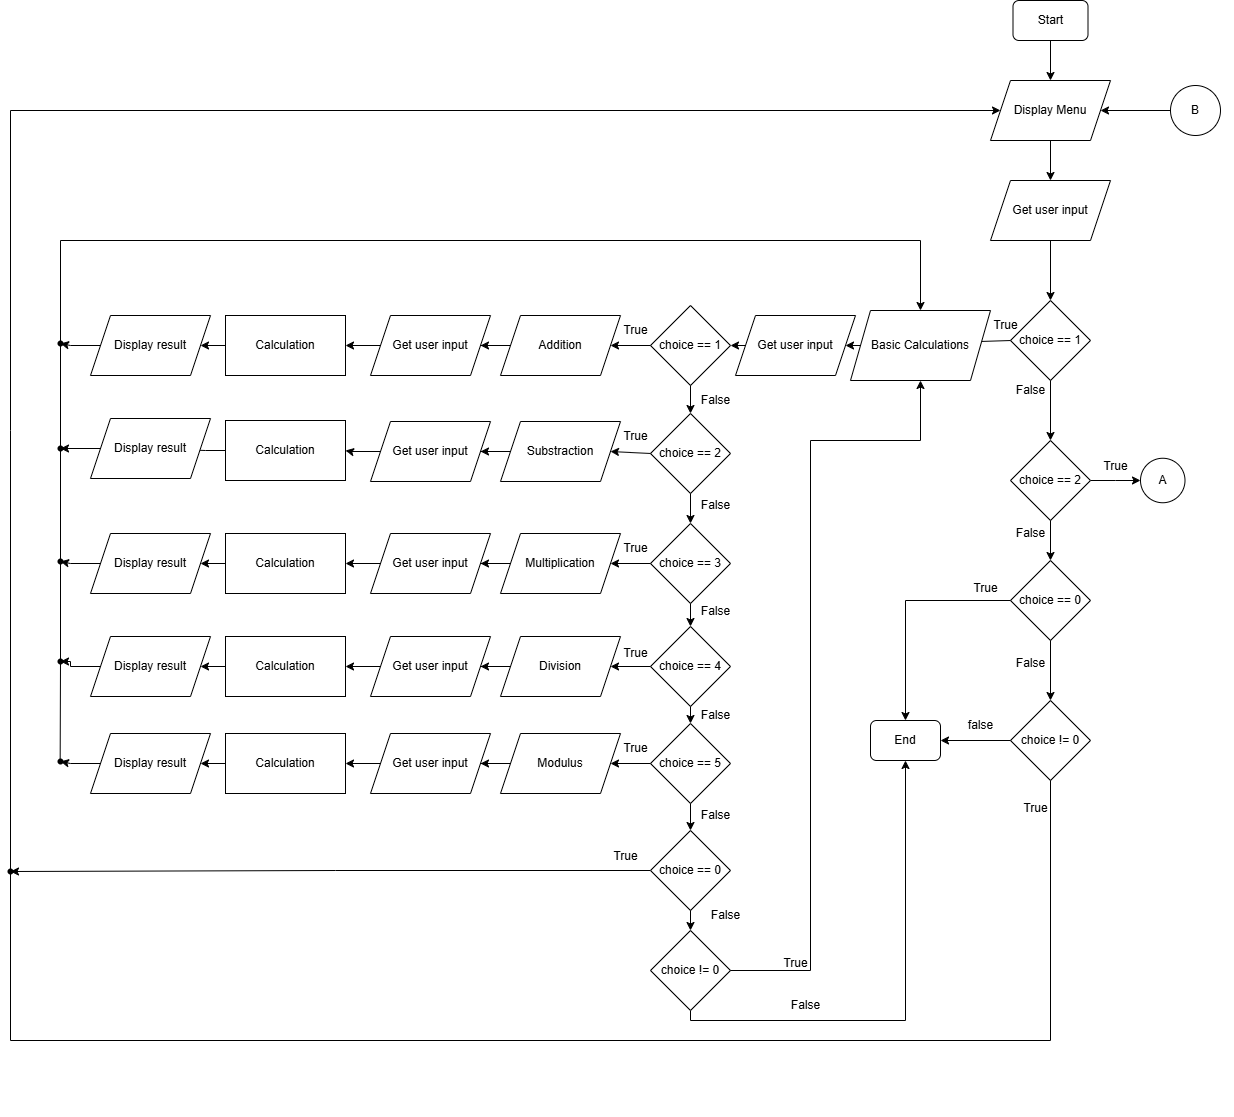 Start
Display Menu
B
Get user input
True
choice == 1
Basic Calculations
Get user input
choice == 1
True
Addition
Get user input
Calculation
Display result
False
False
choice == 2
True
A
choice == 2
True
Substraction
Get user input
Calculation
Display result
False
False
choice == 3
True
Multiplication
Get user input
Calculation
Display result
False
choice == 0
True
False
choice == 4
True
Division
Get user input
Calculation
Display result
False
choice != 0
false
End
True
choice == 5
True
Modulus
Get user input
Calculation
Display result
False
choice == 0
True
False
choice != 0
True
False